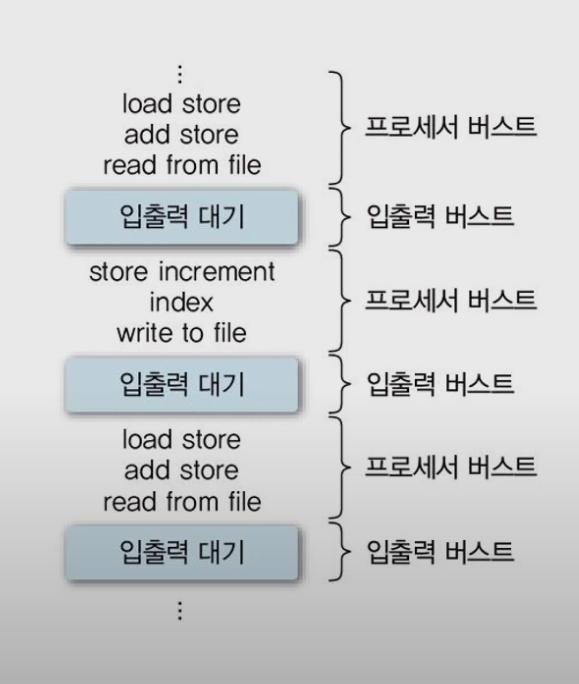 ⋮
load store
add store
read from file
프로세서 버스트
입출력 대기
입출력 버스트
store increment
index
write to file
프로세서 버스트
입출력 대기
입출력 버스트
load store
add store
read from file
프로세서 버스트
입출력 대기
입출력 버스트
⋮